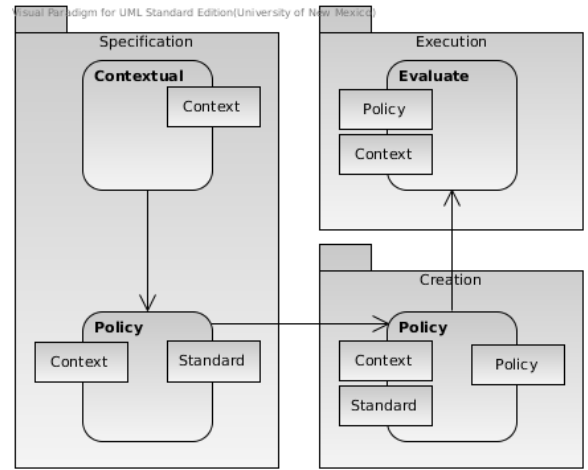 Visual Paradigm for UML Standard Edition(University of New Mexico)
Specification
Contextual
Context
Policy
Context
Standard
Execution
Evaluate
Policy
Context
Creation
Policy
Context
Policy
Standard